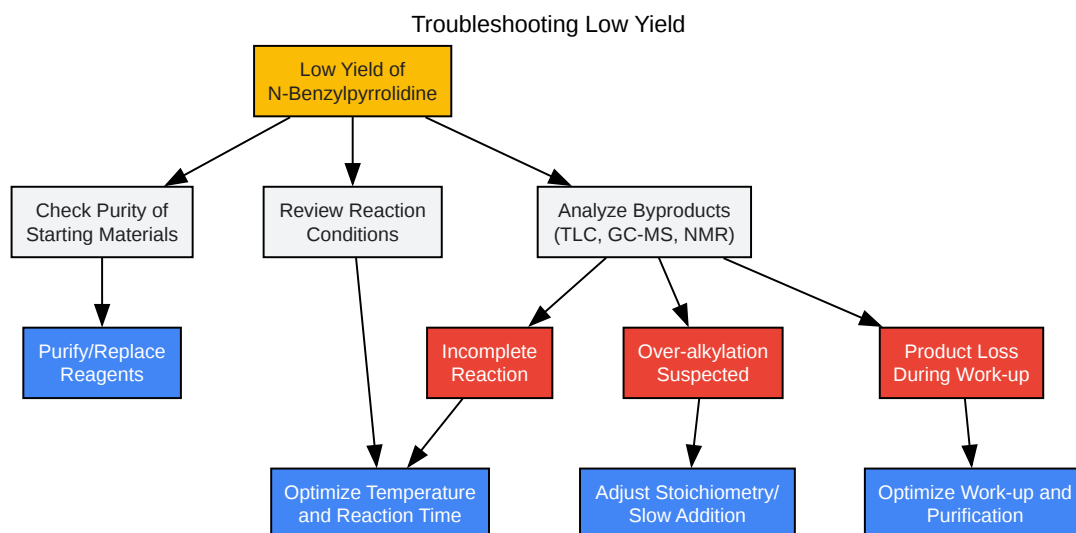 Troubleshooting Low Yield
Low Yield of
N-Benzylpyrrolidine
Check Purity of
Starting Materials
Review Reaction
Conditions
Analyze Byproducts
(TLC, GC-MS, NMR)
Purify/Replace
Reagents
Incomplete
Reaction
Over-alkylation
Suspected
Product Loss
During Work-up
Optimize Temperature
and Reaction Time
Adjust Stoichiometry/
Slow Addition
Optimize Work-up and
Purification